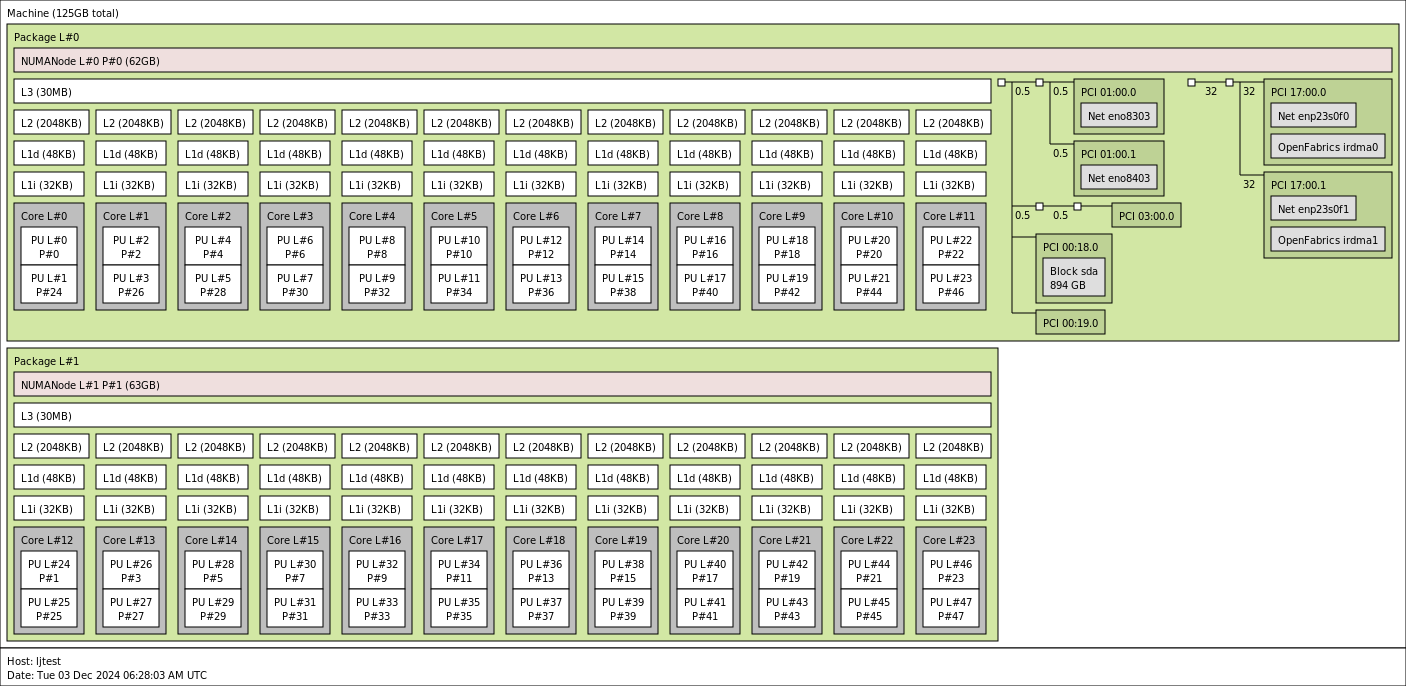 Machine (125GB total)
Package L#0
NUMANode L#0 P#0 (62GB)
L3 (30MB)
L2 (2048KB) L2 (2048KB) L2 (2048KB) L2 (2048KB) L2 (2048KB) L2 (2048KB) L2 (2048KB) L2 (2048KB) L2 (2048KB) L2 (2048KB) L2 (2048KB) L2 (2048KB)
L1d (48KB) L1d (48KB) L1d (48KB) L1d (48KB) L1d (48KB) L1d (48KB) L1d (48KB) L1d (48KB) L1d (48KB) L1d (48KB) L1d (48KB) L1d (48KB)
L1i (32KB) L1i (32KB) L1i (32KB) L1i (32KB) L1i (32KB) L1i (32KB) L1i (32KB) L1i (32KB) L1i (32KB) L1i (32KB) L1i (32KB) L1i (32KB)
Core L#0 Core L#1 Core L#2 Core L#3 Core L#4 Core L#5 Core L#6 Core L#7 Core L#8 Core L#9 Core L#10 Core L#11
PU L#0 PU L#2 PU L#4 PU L#6 PU L#8 PU L#10 PU L#12 PU L#14 PU L#16 PU L#18 PU L#20 PU L#22
P#0 P#2 P#4 P#6 P#8 P#10 P#12 P#14 P#16 P#18 P#20 P#22
PU L#1 PU L#3 PU L#5 PU L#7 PU L#9 PU L#11 PU L#13 PU L#15 PU L#17 PU L#19 PU L#21 PU L#23
P#24 P#26 P#28 P#30 P#32 P#34 P#36 P#38 P#40 P#42 P#44 P#46
0.5 0.5 PCI 01:00.0
Net eno8303
0.5 PCI 01:00.1
Net eno8403
0.5 0.5 PCI 03:00.0
PCI 00:18.0
Block sda
894 GB
PCI 00:19.0
32 32 PCI 17:00.0
Net enp23s0f0
OpenFabrics irdma0
32 PCI 17:00.1
Net enp23s0f1
OpenFabrics irdma1
Package L#1
NUMANode L#1 P#1 (63GB)
L3 (30MB)
L2 (2048KB) L2 (2048KB) L2 (2048KB) L2 (2048KB) L2 (2048KB) L2 (2048KB) L2 (2048KB) L2 (2048KB) L2 (2048KB) L2 (2048KB) L2 (2048KB) L2 (2048KB)
L1d (48KB) L1d (48KB) L1d (48KB) L1d (48KB) L1d (48KB) L1d (48KB) L1d (48KB) L1d (48KB) L1d (48KB) L1d (48KB) L1d (48KB) L1d (48KB)
L1i (32KB) L1i (32KB) L1i (32KB) L1i (32KB) L1i (32KB) L1i (32KB) L1i (32KB) L1i (32KB) L1i (32KB) L1i (32KB) L1i (32KB) L1i (32KB)
Core L#12 Core L#13 Core L#14 Core L#15 Core L#16 Core L#17 Core L#18 Core L#19 Core L#20 Core L#21 Core L#22 Core L#23
PU L#24 PU L#26 PU L#28 PU L#30 PU L#32 PU L#34 PU L#36 PU L#38 PU L#40 PU L#42 PU L#44 PU L#46
P#1 P#3 P#5 P#7 P#9 P#11 P#13 P#15 P#17 P#19 P#21 P#23
PU L#25 PU L#27 PU L#29 PU L#31 PU L#33 PU L#35 PU L#37 PU L#39 PU L#41 PU L#43 PU L#45 PU L#47
P#25 P#27 P#29 P#31 P#33 P#35 P#37 P#39 P#41 P#43 P#45 P#47
Host: ljtest
Date: Tue 03 Dec 2024 06:28:03 AM UTC